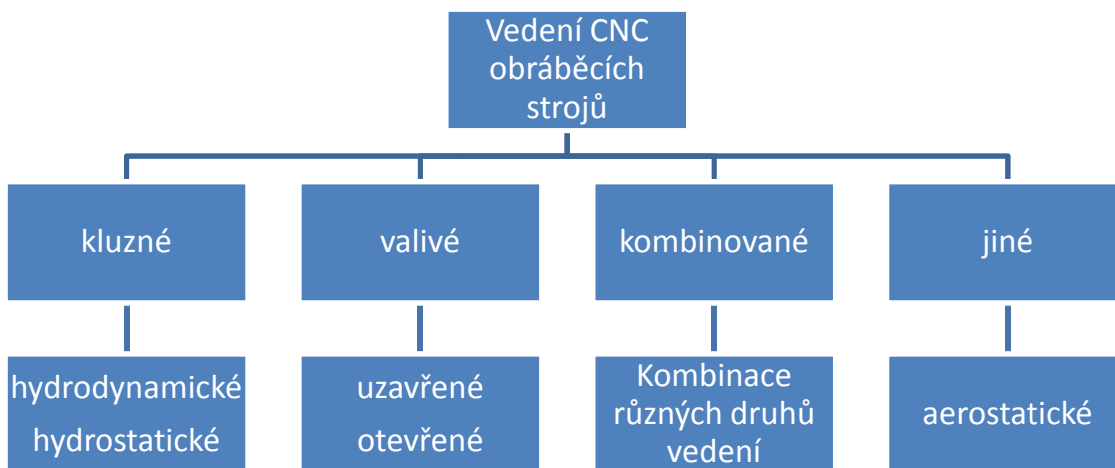 Vedení CNC
obráběcích
strojů
kluzné
valivé
kombinované
jiné
hydrodynamické
hydrostatické
uzavřené
otevřené
Kombinace
různých druhů
vedení
aerostatické